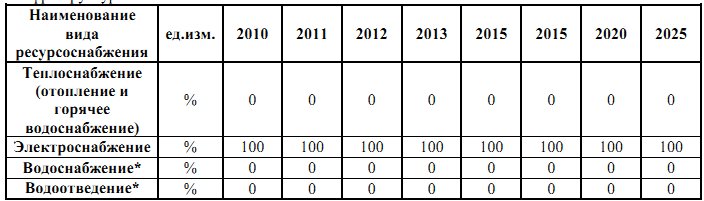 Наименование вида ресурсоснабжения ед.изм. 2010 2011 2012 2013 2015 2015 2020 2025
Теплоснабжение (отопление и горячее водоснабжение) % 0 0 0 0 0 0 0 0
Электроснабжение % 100 100 100 100 100 100 100 100
Водоснабжение* % 0 0 0 0 0 0 0 0
Водоотведение* % 0 0 0 0 0 0 0 0